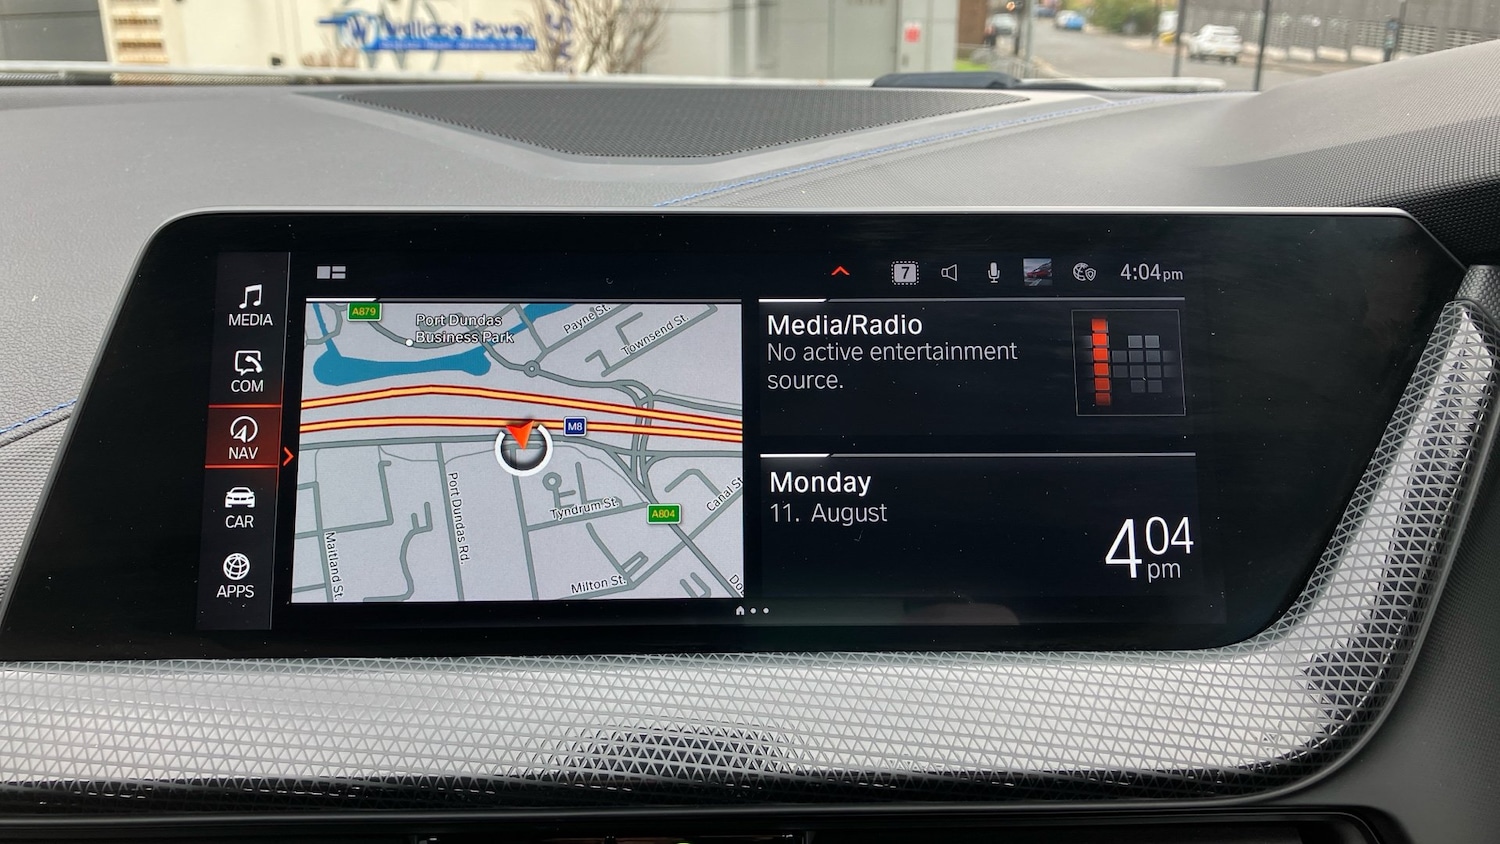 MEDIA
COM
NAV
CAR
APPS
7
4:04pm
A879
Port Dundas
Business Park
Payne St.
Townsend St.
M8
Port Dundas Rd.
Tyndrum St.
A804
Canal St
Maitland St.
Milton St.
Media/Radio
No active entertainment
source.
Monday
11. August
4 04
pm